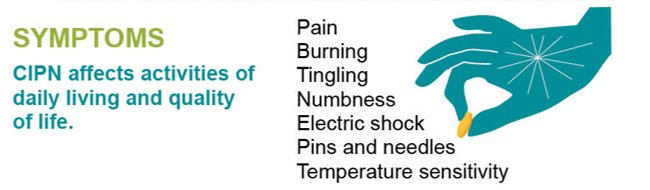 SYMPTOMS
CIPN affects activities of
daily living and quality
of life.
Pain
Burning
Tingling
Numbness
Electric shock
Pins and needles
Temperature sensitivity